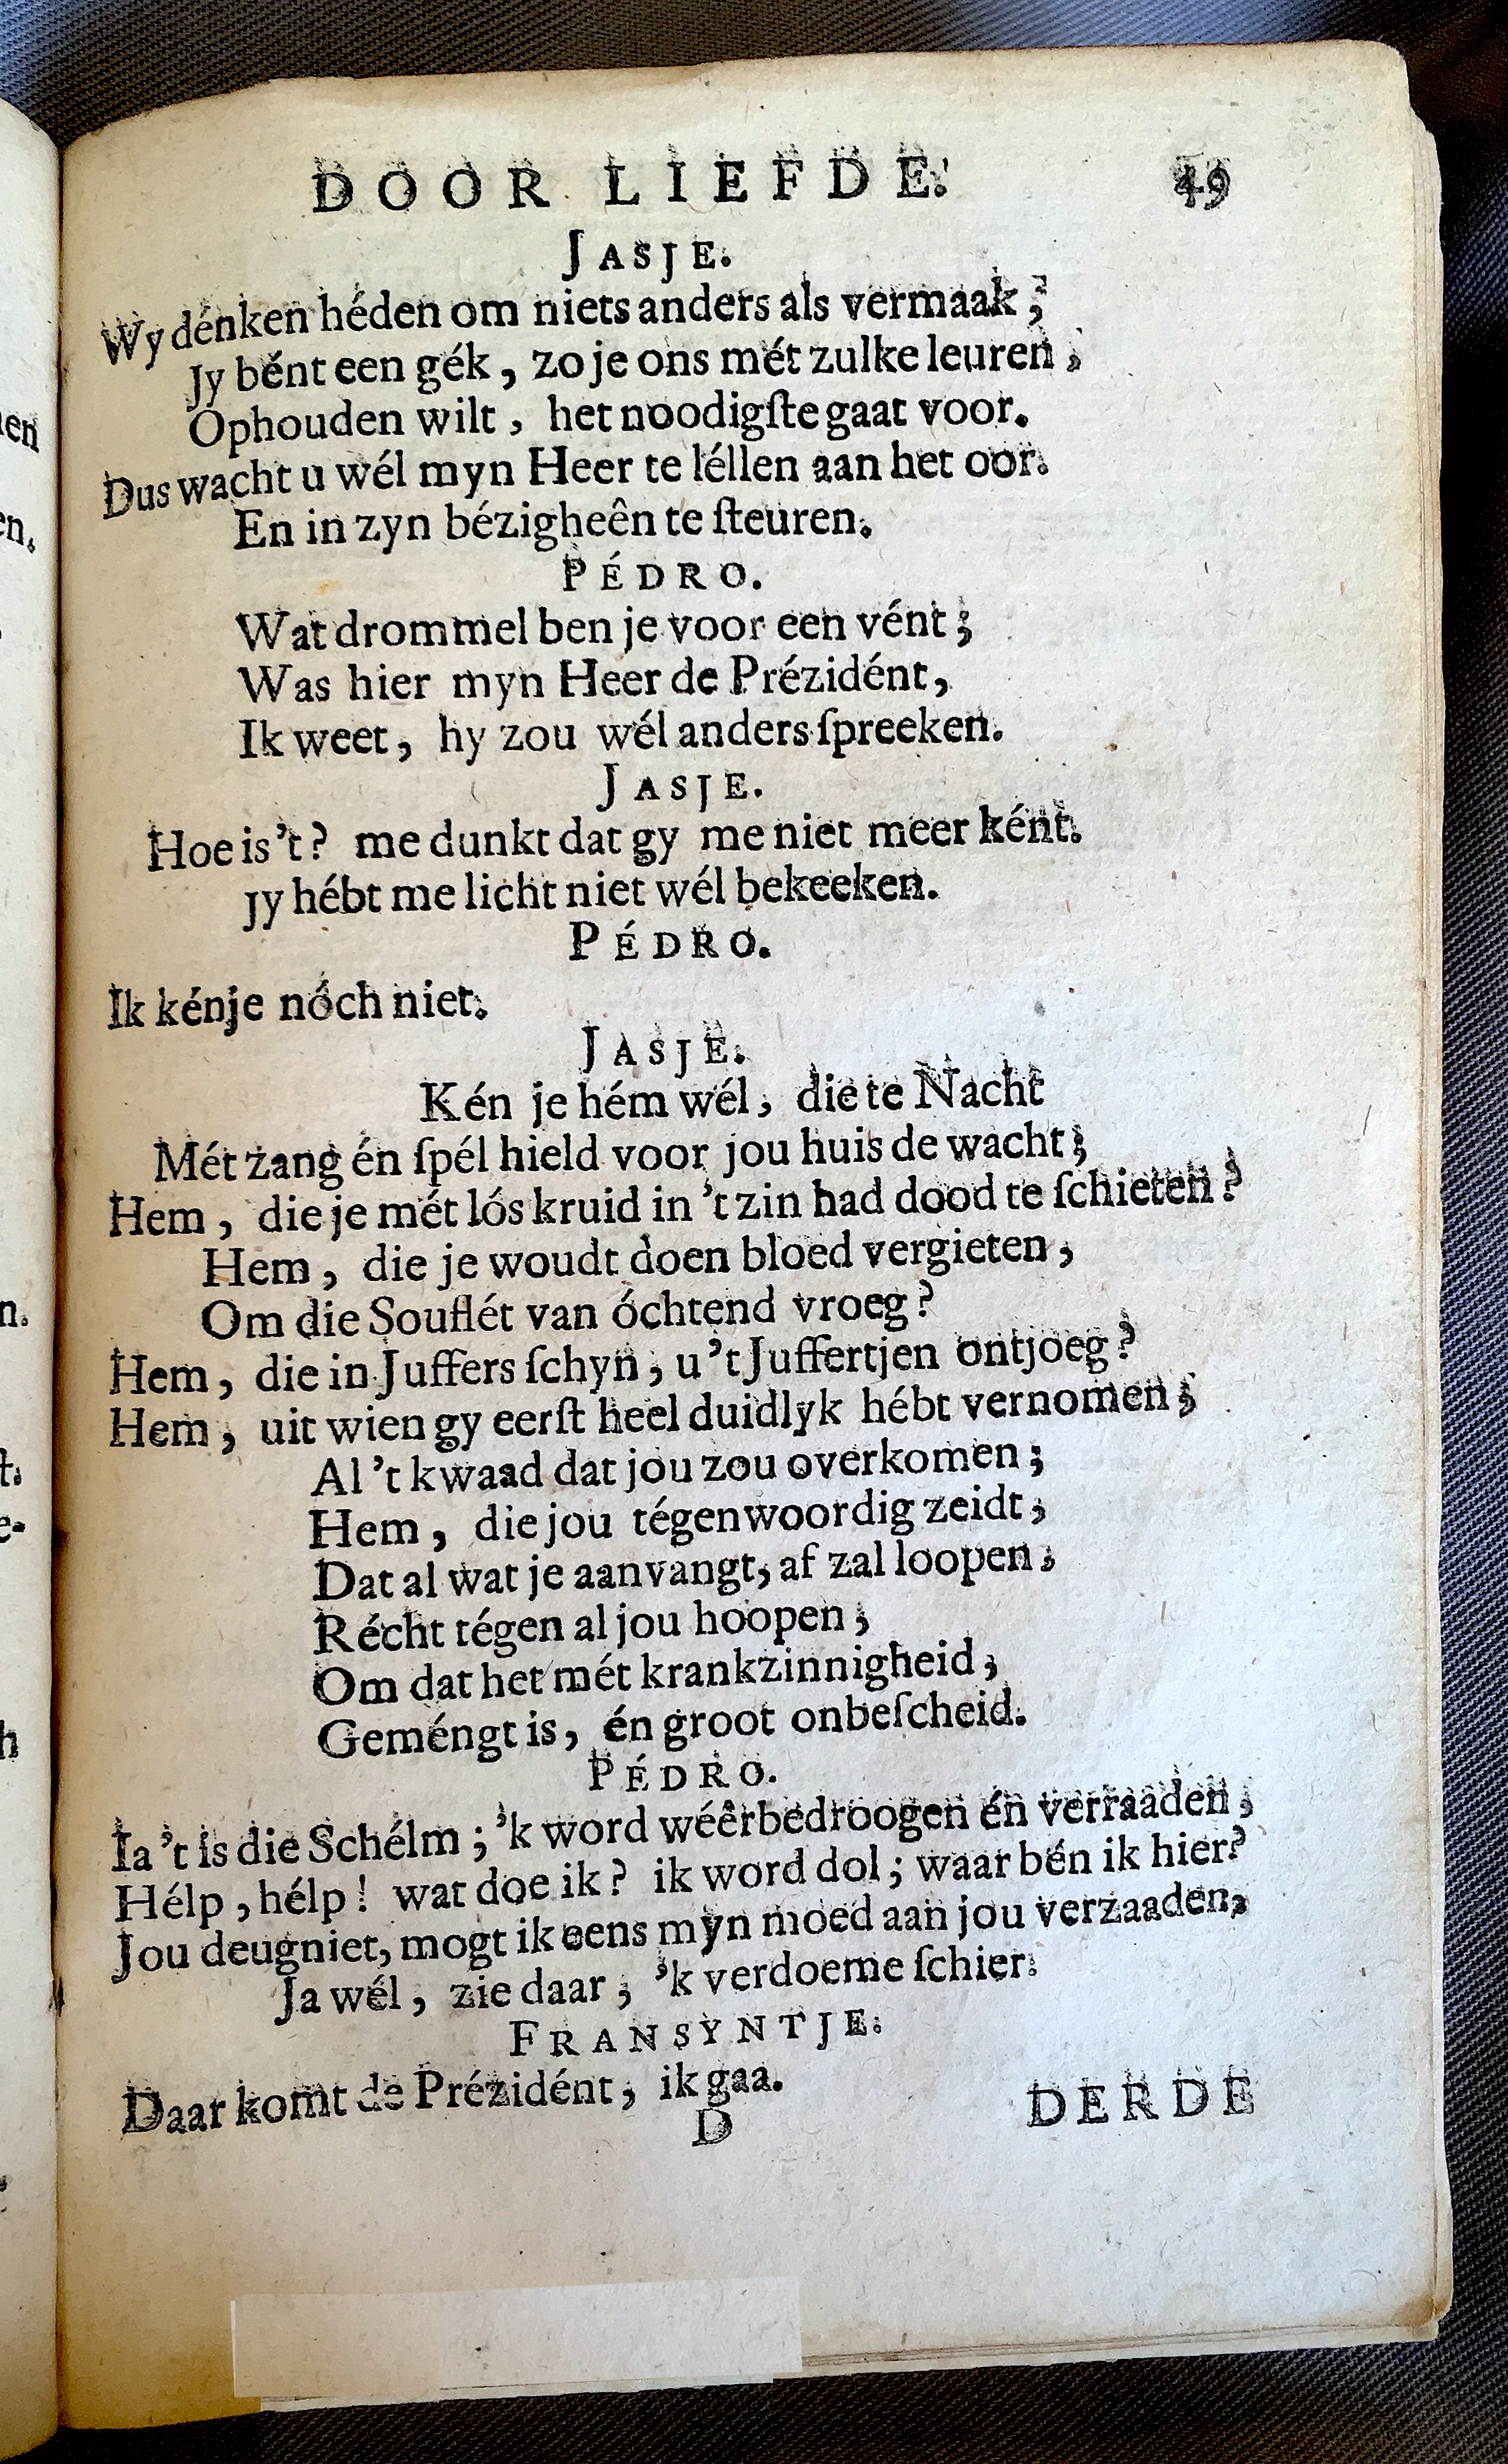 DOOR LIEFDE. 49
JASJE.
Wy dénken héden om niets anders als vermaak;
Jy bént een gék, zo je ons mét zulke leuren,
Ophouden wilt, het noodigſte gaat voor.
Dus wacht u wél myn Heer te léllen aan het oor.
En in zyn bézigheên te ſteuren.
PÉDRO.
Wat drommel ben je voor een vént;
Was hier myn Heer de Prézidént,
Ik weet, hy zou wél anders ſpreeken.
JASJE.
Hoe is 't? me dunkt dat gy me niet meer ként.
Jy hébt me licht niet wél bekeeken.
PÉDRO.
Ik kénje nóch niet.
JASJE.
Kén je hém wél, die te Nacht
Mét zang én ſpél hield voor jou huis de wacht;
Hem, die je mét lós kruid in 't zin had dood te ſchieten?
Hem, die je woudt doen bloed vergieten,
Om die Souflét van óchtend vroeg?
Hem, die in Juffers ſchyn, u 't Juffertjen ontjoeg?
Hem, uit wien gy eerſt heel duidlyk hébt vernomen;
Al 't kwaad dat jou zou overkomen;
Hem, die jou tégenwoordig zeidt;
Dat al wat je aanvangt, af zal loopen;
Récht tégen al jou hoopen;
Om dat het mét krankzinnigheid;
Geméngt is, én groot onbeſcheid.
PÉDRO.
Ia 't is die Schélm; 'k word wéêrbedroogen én verraaden;
Hélp, hélp! wat doe ik? ik word dol; waar bén ik hier?
Jou deugniet, mogt ik eens myn moed aan jou verzaaden,
Ja wél, zie daar; 'k verdoeme ſchier.
FRANSYNTJE.
Daar komt de Prézidént, ik gaa.
D DERDE
en
en,
n.
t.
e-
h